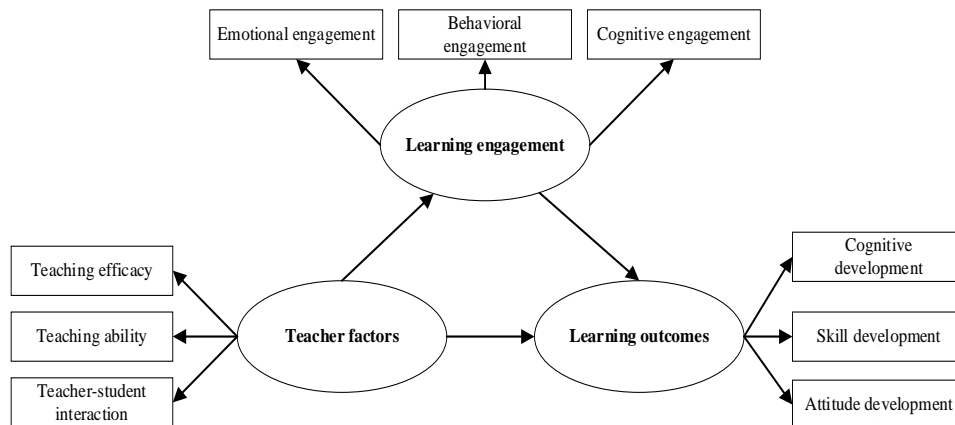 Emotional engagement
Behavioral
engagement
Cognitive engagement
Learning engagement
Teaching efficacy
Teaching ability
Teacher-student
interaction
Teacher factors
Learning outcomes
Cognitive
development
Skill development
Attitude development